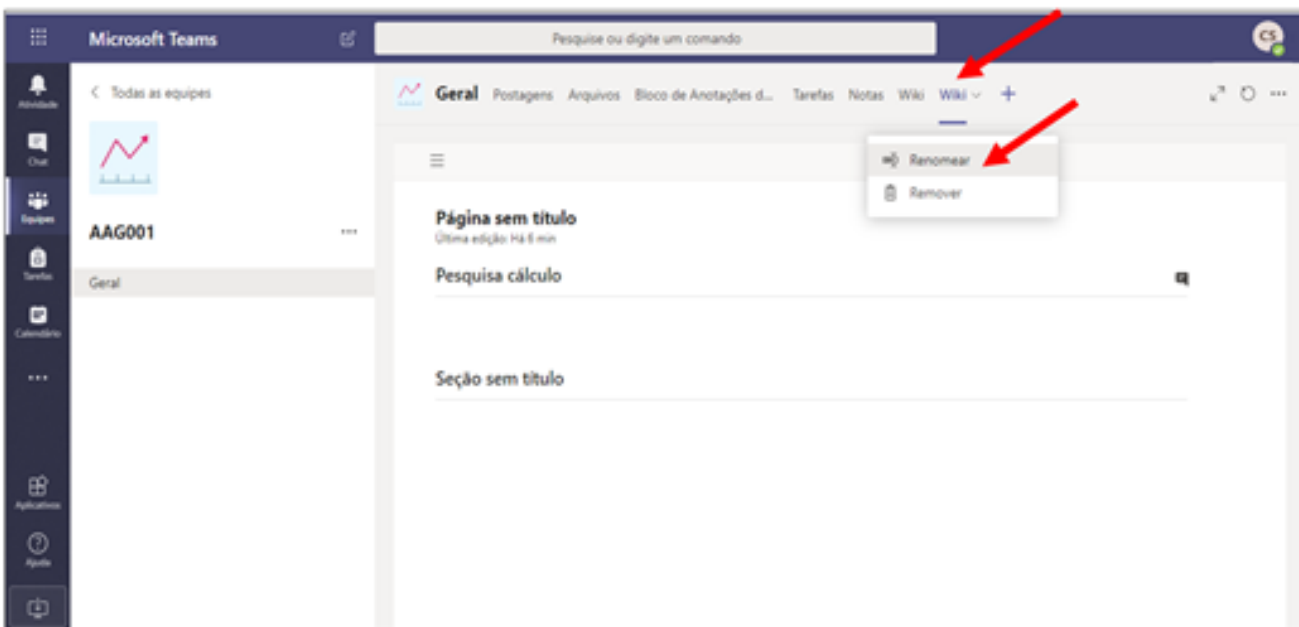 Microsoft Teams
Pesquise ou digite um comando
CS
Atividade
Chat
Equipes
Tarefas
Calendário
Aplicativos
Ajuda
< Todas as equipes
AAG001
Geral
Geral Postagens Arquivos Bloco de Anotações d... Tarefas Notas Wiki Wiki
Renomear
Remover
Página sem título
Última edição: Há 6 min
Pesquisa cálculo
Seção sem título